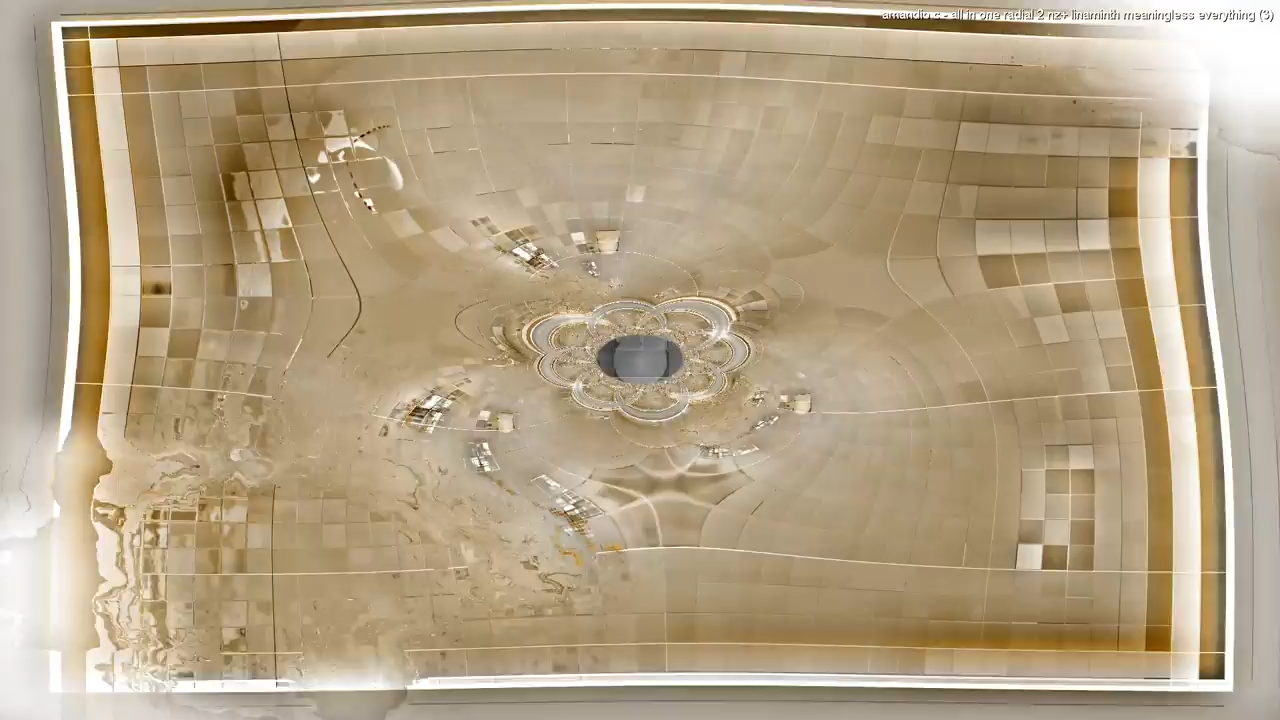 amandio c - all in one radial 2 nz+ linaminth meaningless everything (3)